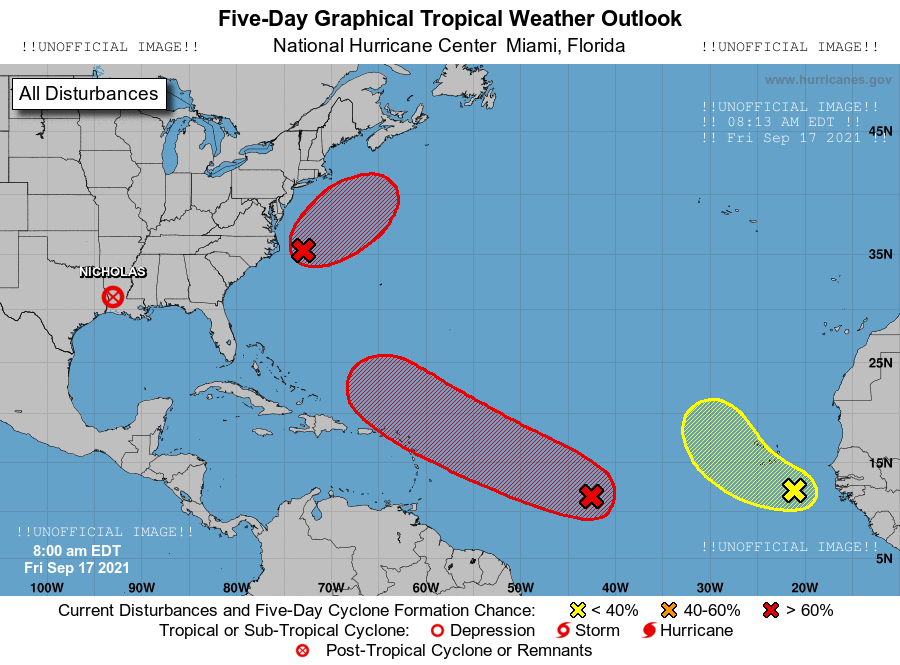 Five-Day Graphical Tropical Weather Outlook
!!UNOFFICIAL IMAGE!! National Hurricane Center Miami, Florida !!UNOFFICIAL IMAGE!!
www.hurricanes.gov
All Disturbances
!!UNOFFICIAL IMAGE!!
!! 08:13 AM EDT !!
!! Fri Sep 17 2021 !!
45N
35N
NICHOLAS
25N
15N
!!UNOFFICIAL IMAGE!!
8:00 am EDT
Fri Sep 17 2021
!!UNOFFICIAL IMAGE!!
5N
100W 90W 80W 70W 60W 50W 40W 30W 20W
Current Disturbances and Five-Day Cyclone Formation Chance: < 40% 40-60% > 60%
Tropical or Sub-Tropical Cyclone: Depression Storm Hurricane
Post-Tropical Cyclone or Remnants